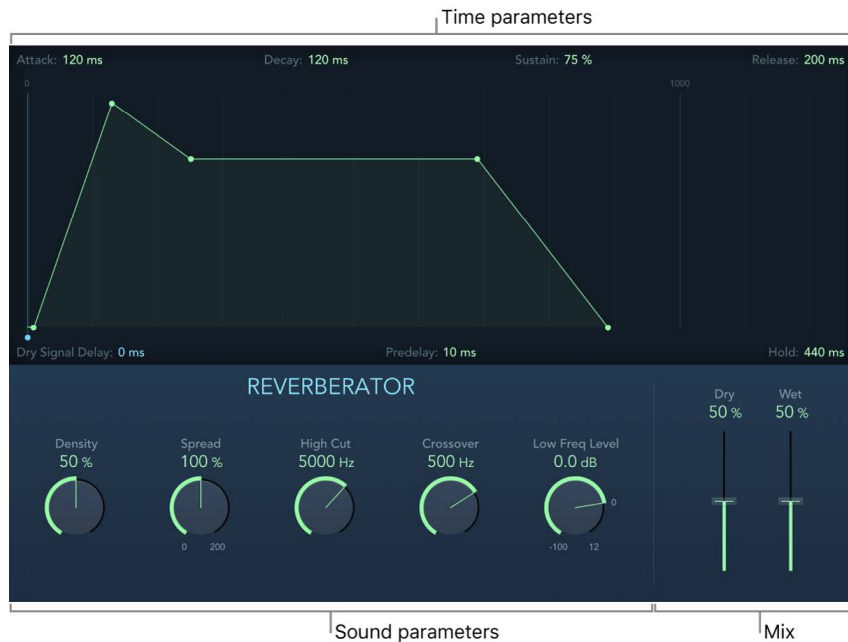 Time parameters
Attack: 120 ms Decay: 120 ms Sustain: 75 % Release: 200 ms
0 1000
Dry Signal Delay: 0 ms Predelay: 10 ms Hold: 440 ms
REVERBERATOR
Dry Wet
50 % 50 %
Density Spread High Cut Crossover Low Freq Level
50 % 100 % 5000 Hz 500 Hz 0.0 dB
0
0 200 -100 12
Sound parameters Mix